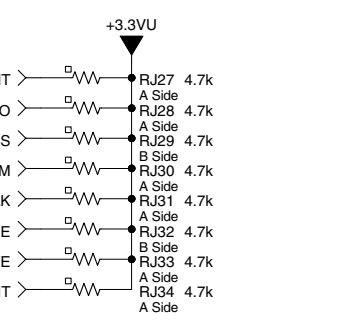 +3.3VU
T RJ27 4.7k
A Side
O RJ28 4.7k
A Side
S RJ29 4.7k
B Side
M RJ30 4.7k
A Side
K RJ31 4.7k
A Side
E RJ32 4.7k
B Side
E RJ33 4.7k
A Side
T RJ34 4.7k
A Side